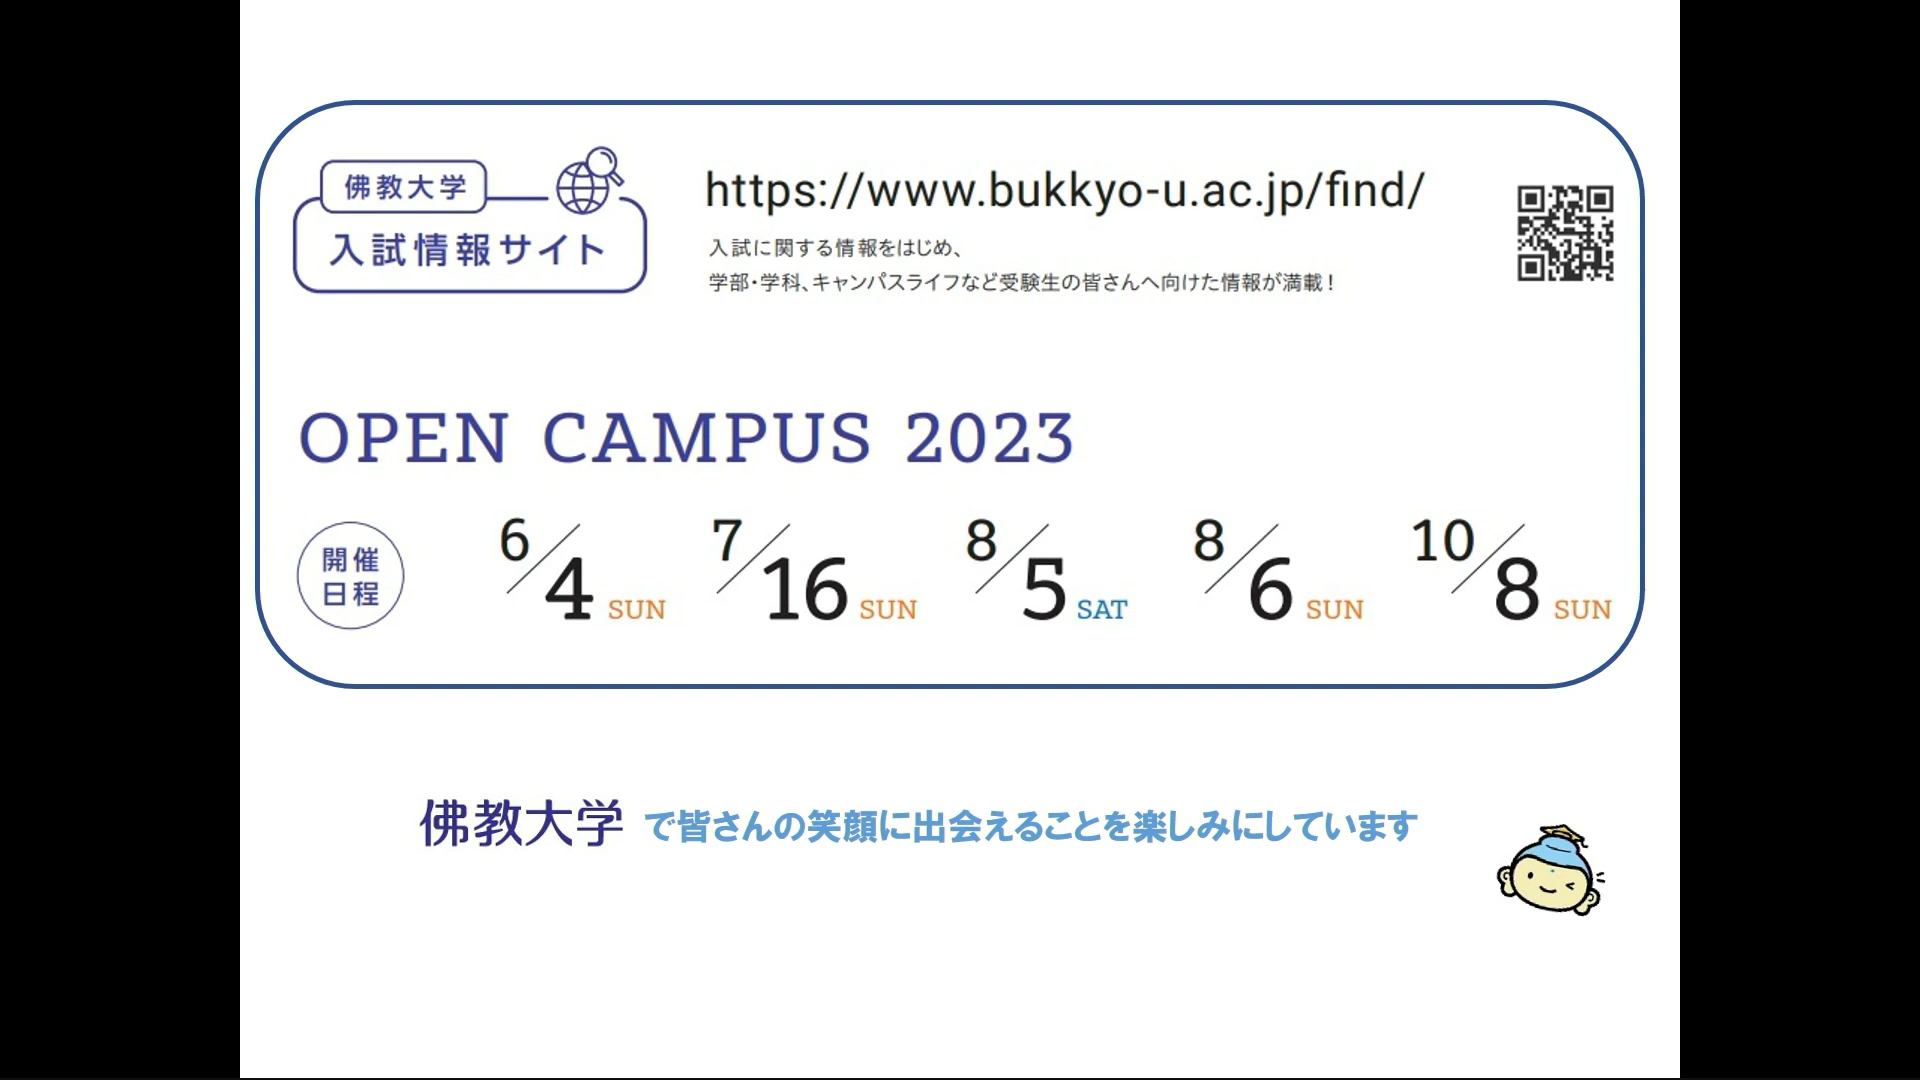 佛教大学
入試情報サイト
https://www.bukkyo-u.ac.jp/find/
入試に関する情報をはじめ、
学部・学科、キャンパスライフなど受験生の皆さんへ向けた情報が満載！
OPEN CAMPUS 2023
開催
日程
6/4 SUN 7/16 SUN 8/5 SAT 8/6 SUN 10/8 SUN
佛教大学 で皆さんの笑顔に出会えることを楽しみにしています